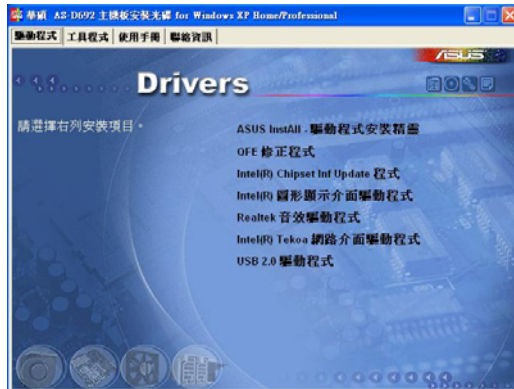 華碩 AS-D692 主機板安裝光碟 for Windows XP Home/Professional
驅動程式 工具程式 使用手冊 聯絡資訊
ASUS
Drivers
請選擇右列安裝項目。
ASUS InstAll - 驅動程式安裝精靈
QFE 修正程式
Intel(R) Chipset Inf Update 程式
Intel(R) 圖形顯示介面驅動程式
Realtek 音效驅動程式
Intel(R) Tekoa 網路介面驅動程式
USB 2.0 驅動程式